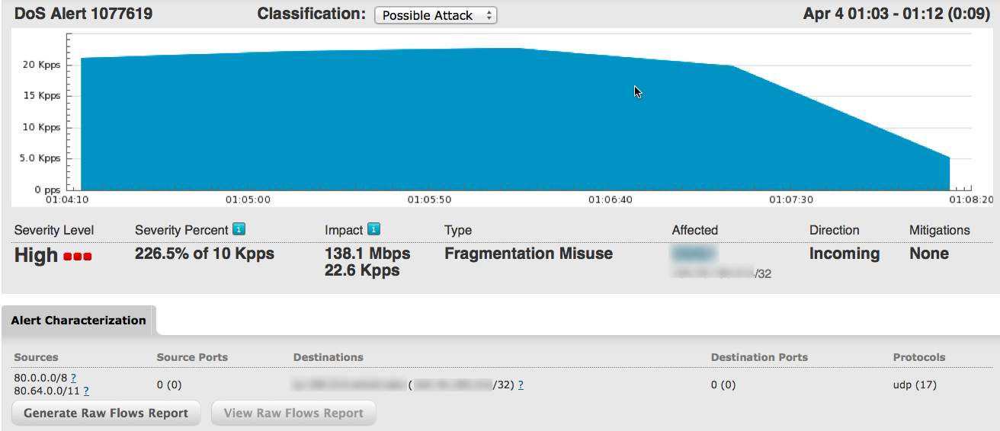 DoS Alert 1077619 Classification: Possible Attack Apr 4 01:03 - 01:12 (0:09)
20 Kpps
15 Kpps
10 Kpps
5.0 Kpps
0 pps
01:04:10 01:05:00 01:05:50 01:06:40 01:07:30 01:08:20
Severity Level Severity Percent i Impact i Type Affected Direction Mitigations
High 226.5% of 10 Kpps 138.1 Mbps Fragmentation Misuse Incoming None
22.6 Kpps /32
Alert Characterization
Sources Source Ports Destinations Destination Ports Protocols
80.0.0.0/8 ?
0 (0) ( /32) ? 0 (0) udp (17)
80.64.0.0/11 ?
Generate Raw Flows Report View Raw Flows Report